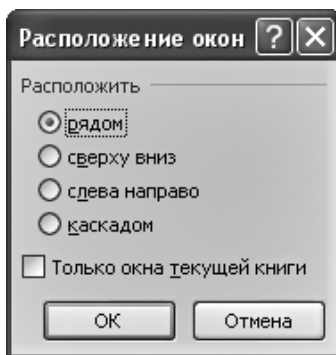 Расположение окон
Расположить
рядом
сверху вниз
слева направо
каскадом
Только окна текущей книги
ОК
Отмена